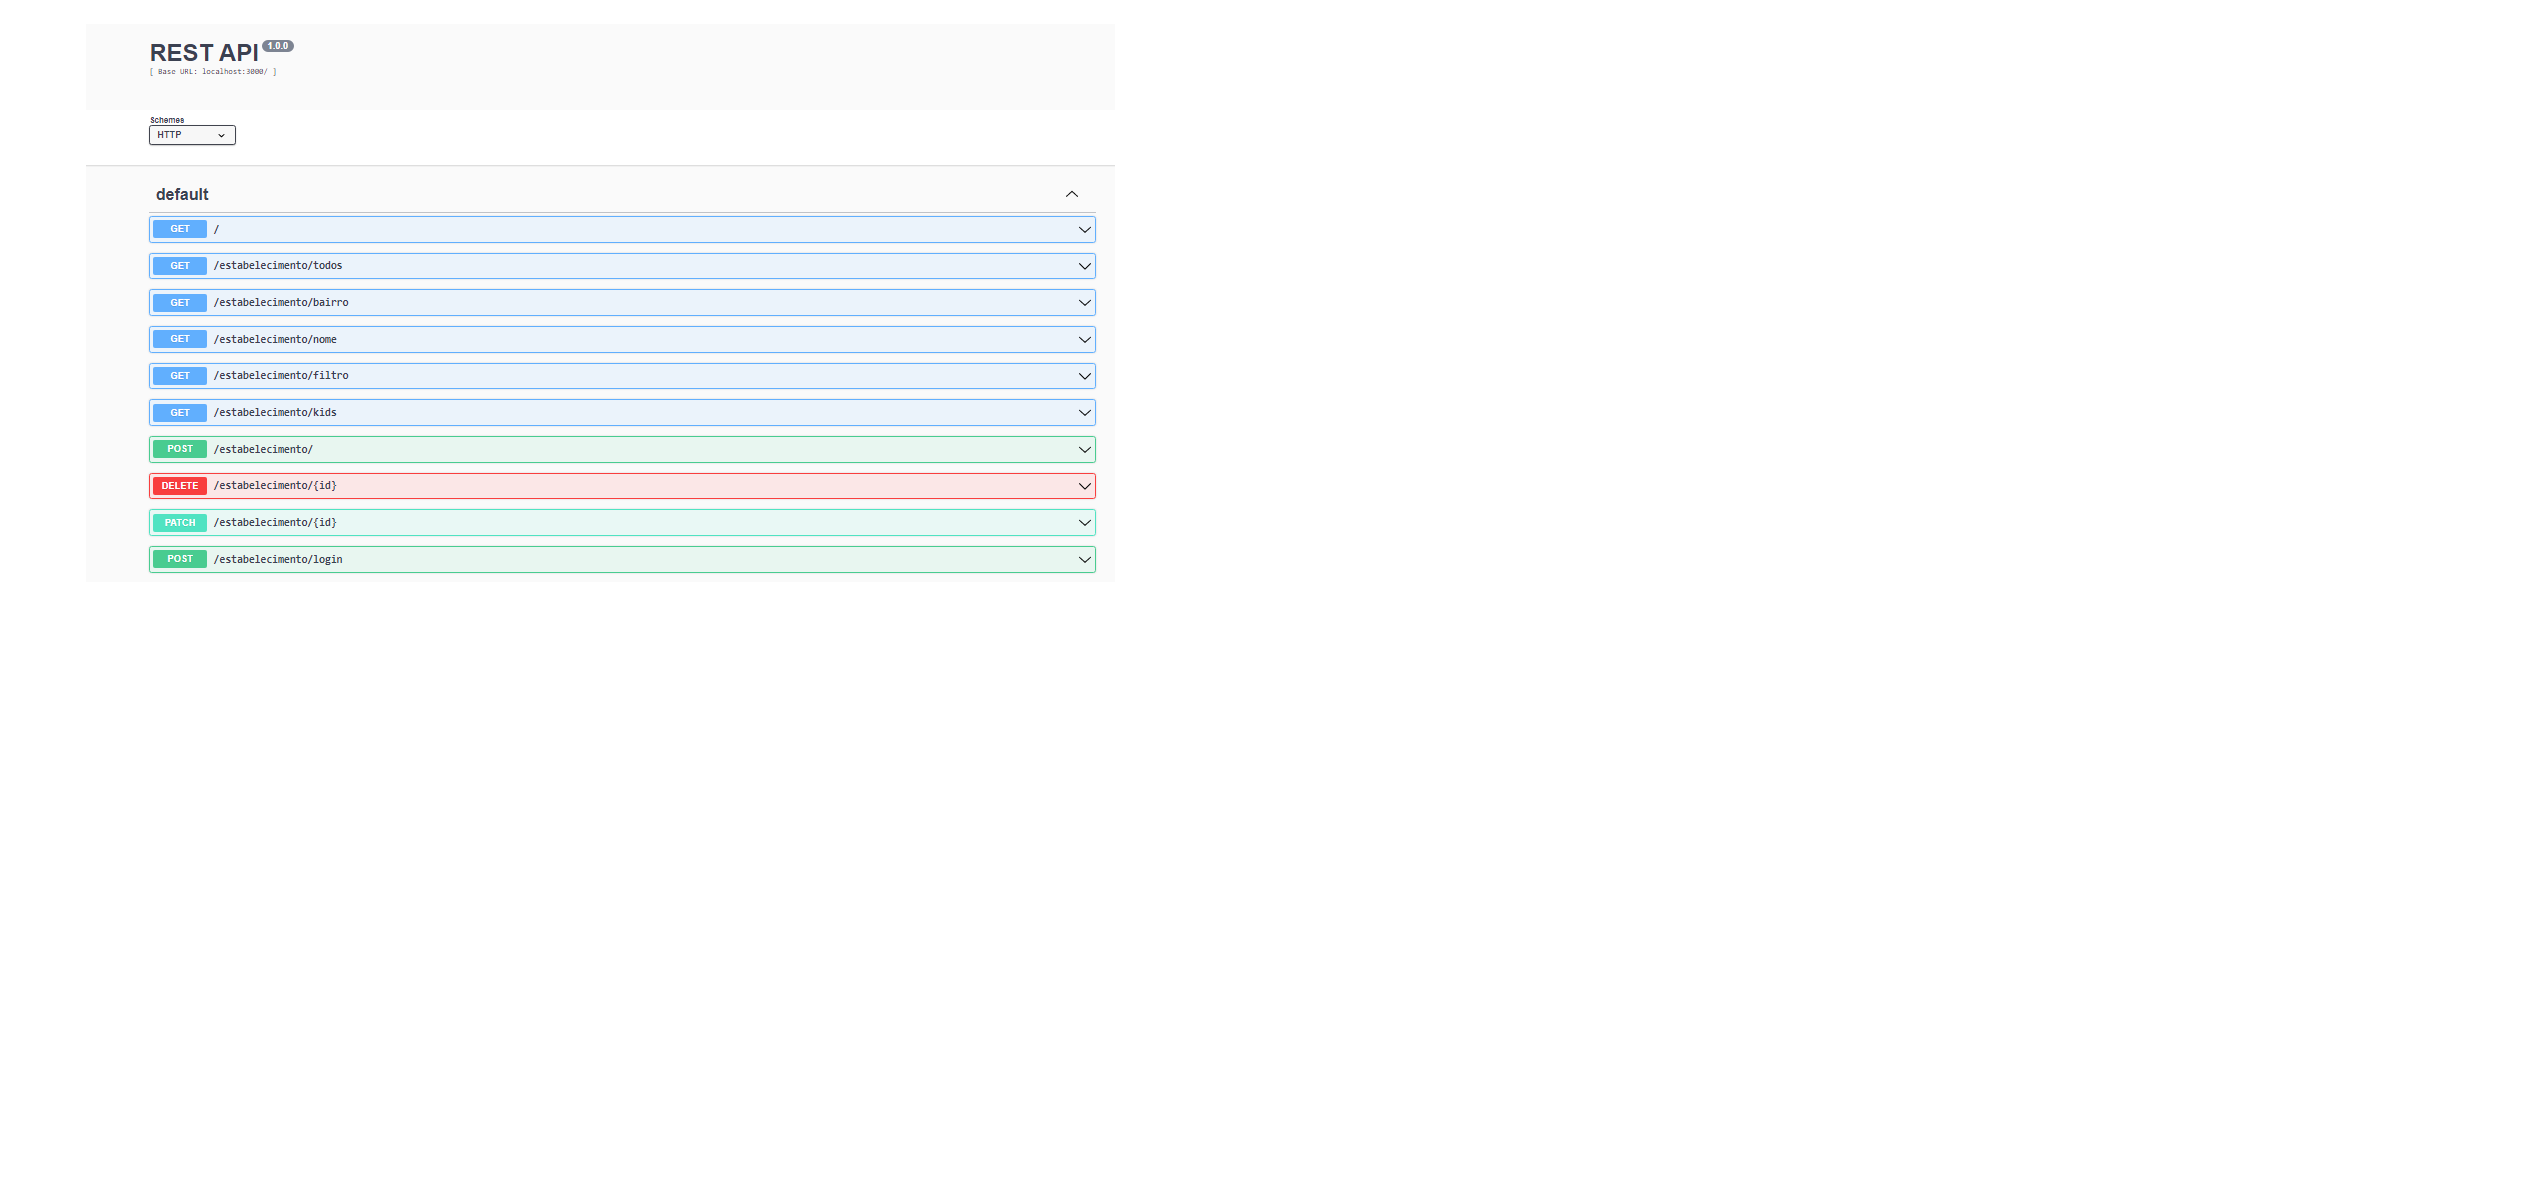 REST API 1.0.0
[ Base URL: localhost:3000/ ]
Schemes
HTTP
default
GET /
GET /estabelecimento/todos
GET /estabelecimento/bairro
GET /estabelecimento/nome
GET /estabelecimento/filtro
GET /estabelecimento/kids
POST /estabelecimento/
DELETE /estabelecimento/{id}
PATCH /estabelecimento/{id}
POST /estabelecimento/login